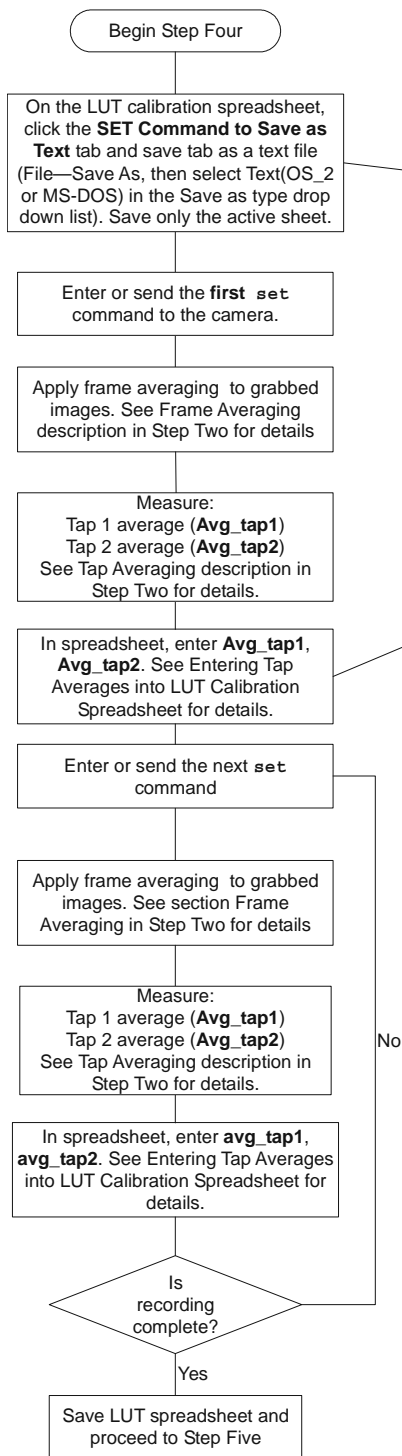 Begin Step Four
On the LUT calibration spreadsheet,
click the SET Command to Save as
Text tab and save tab as a text file
(File—Save As, then select Text(OS_2
or MS-DOS) in the Save as type drop
down list). Save only the active sheet.
Enter or send the first set
command to the camera.
Apply frame averaging to grabbed
images. See Frame Averaging
description in Step Two for details
Measure:
Tap 1 average (Avg_tap1)
Tap 2 average (Avg_tap2)
See Tap Averaging description in
Step Two for details.
In spreadsheet, enter Avg_tap1,
Avg_tap2. See Entering Tap
Averages into LUT Calibration
Spreadsheet for details.
Enter or send the next set
command
Apply frame averaging to grabbed
images. See section Frame
Averaging in Step Two for details
Measure:
Tap 1 average (Avg_tap1)
Tap 2 average (Avg_tap2)
See Tap Averaging description in
Step Two for details.
No
In spreadsheet, enter avg_tap1,
avg_tap2. See Entering Tap Averages
into LUT Calibration Spreadsheet for
details.
Is
recording
complete?
Yes
Save LUT spreadsheet and
proceed to Step Five